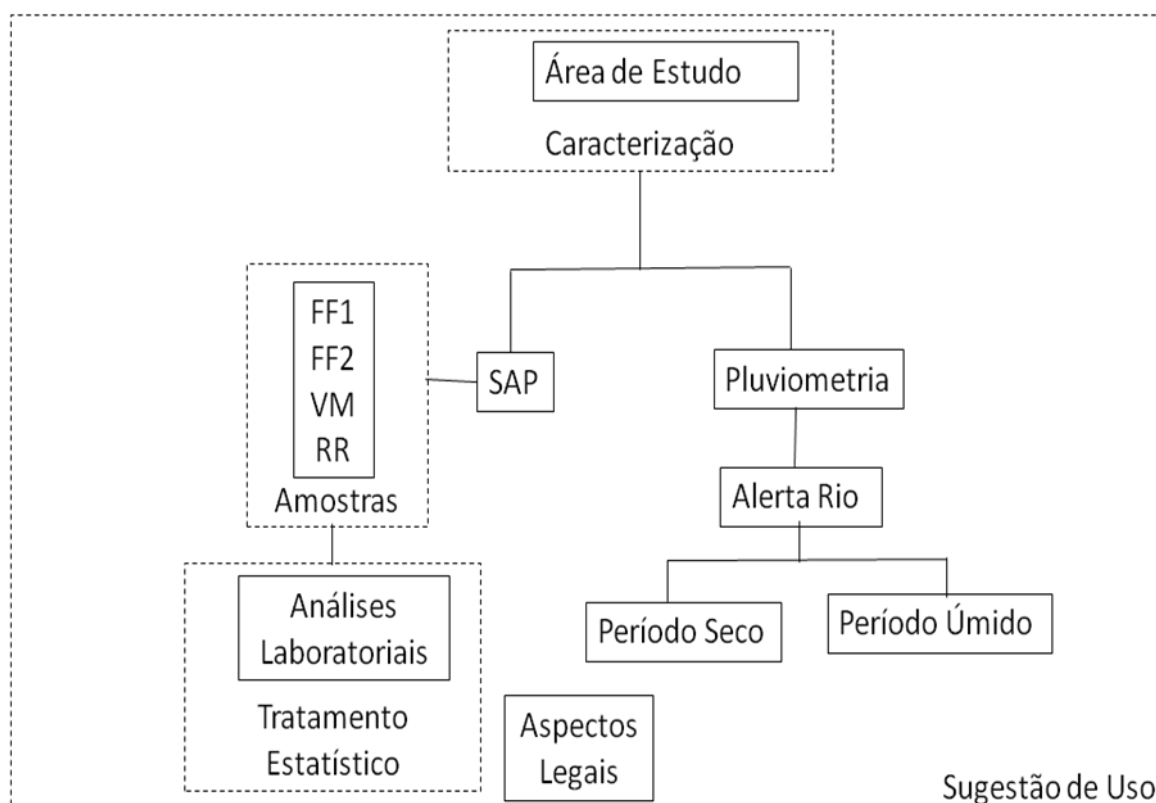 Área de Estudo
Caracterização
FF1
FF2
VM
RR
Amostras
SAP
Pluviometria
Alerta Rio
Período Seco
Período Úmido
Análises
Laboratoriais
Tratamento
Estatístico
Aspectos
Legais
Sugestão de Uso